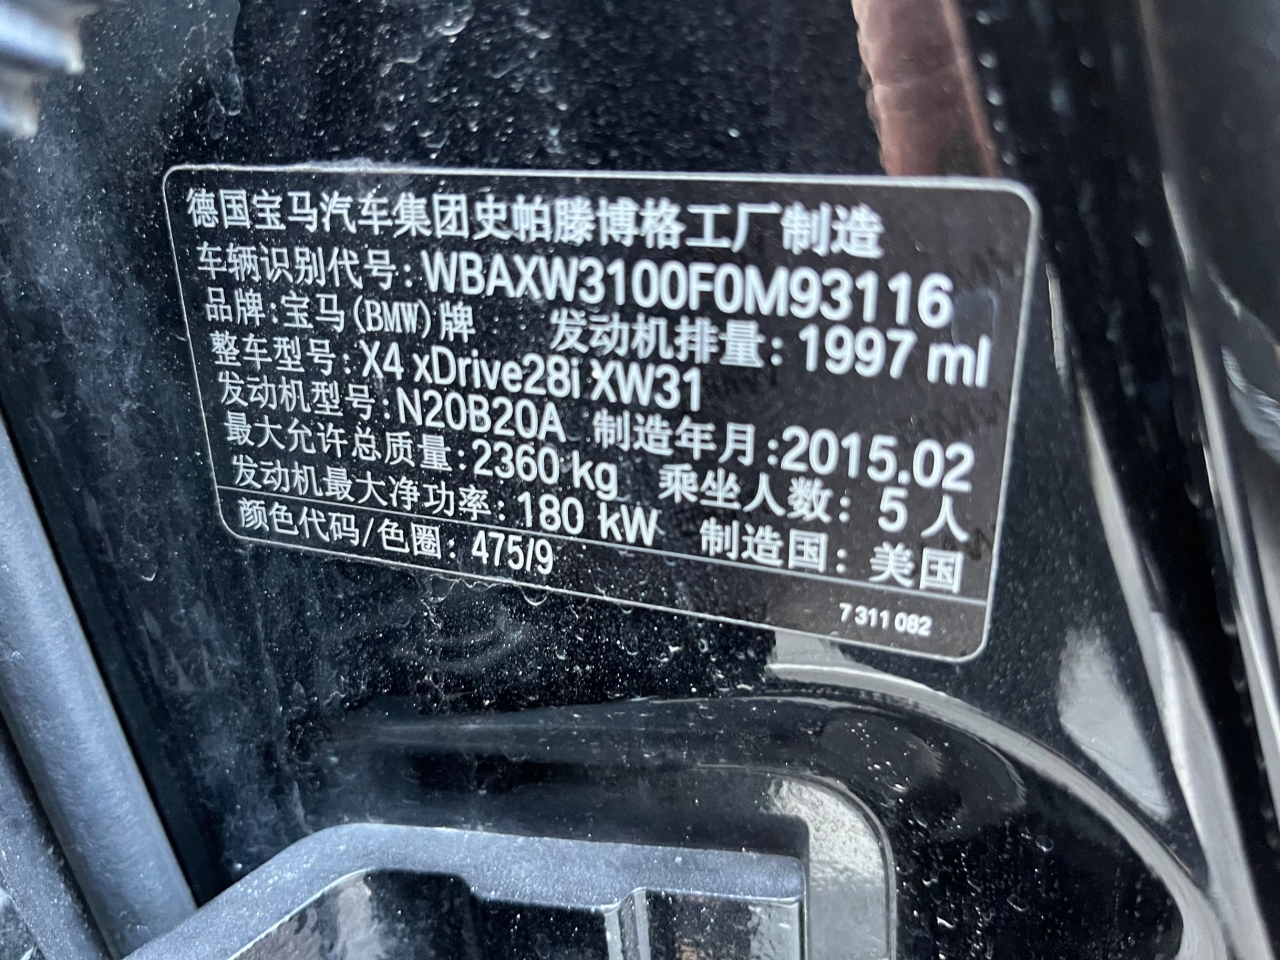 德国宝马汽车集团史帕滕博格工厂制造
车辆识别代号: WBAXW3100F0M93116
品牌: 宝马(BMW)牌 发动机排量: 1997 ml
整车型号: X4 xDrive28i XW31
发动机型号: N20B20A 制造年月: 2015.02
最大允许总质量: 2360 kg 乘坐人数: 5 人
发动机最大净功率: 180 kW 制造国: 美国
颜色代码/色圈: 475/9
7 311 082